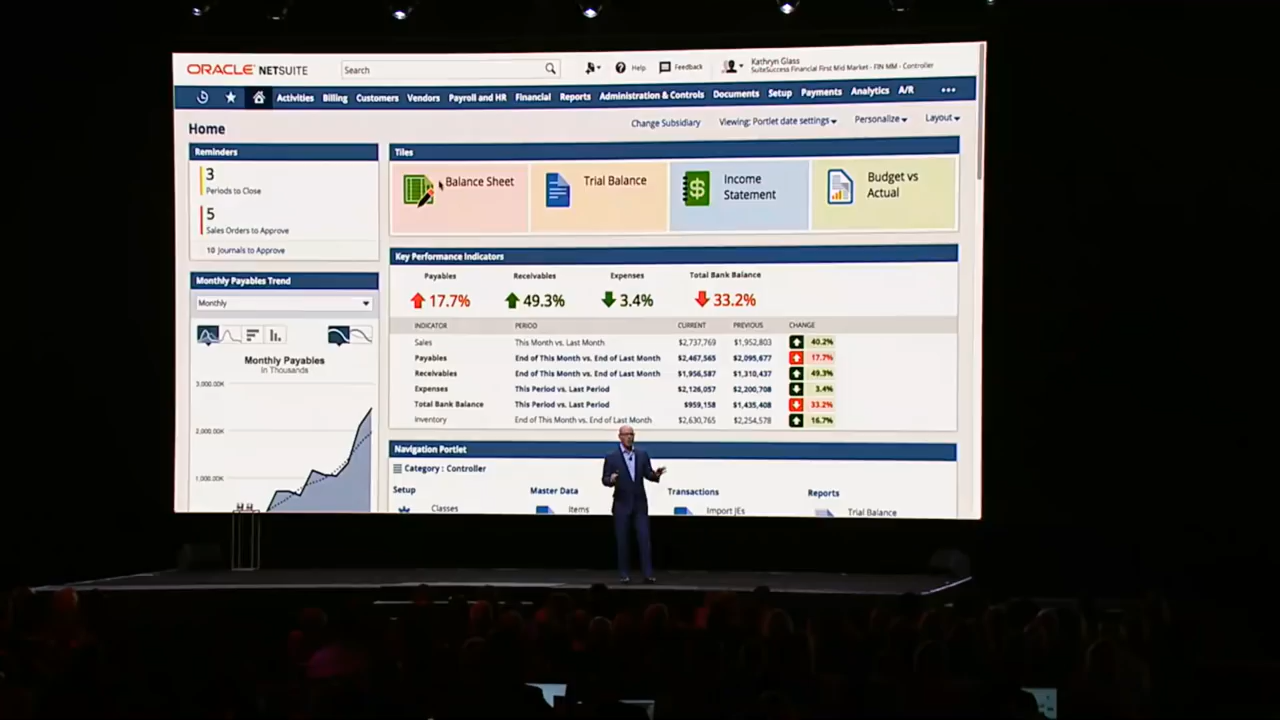 ORACLE NETSUITE
Search
Help
Feedback
Kathryn Glass
SuiteSuccess Financial First Mid Market - FIN MM - Controller
Activities Billing Customers Vendors Payroll and HR Financial Reports Administration & Controls Documents Setup Payments Analytics A/R
Home
Change Subsidiary
Viewing: Portlet date settings
Personalize
Layout
Reminders
3
Periods to Close
5
Sales Orders to Approve
10 Journals to Approve
Tiles
Balance Sheet
Trial Balance
Income
Statement
Budget vs
Actual
Monthly Payables Trend
Monthly
Monthly Payables
In Thousands
3,000.00K
2,000.00K
1,000.00K
Key Performance Indicators
Payables Receivables Expenses Total Bank Balance
17.7% 49.3% 3.4% 33.2%
INDICATOR PERIOD CURRENT PREVIOUS CHANGE
Sales This Month vs. Last Month $2,737,769 $1,952,803 40.2%
Payables End of This Month vs. End of Last Month $2,467,565 $2,095,677 17.7%
Receivables End of This Month vs. End of Last Month $1,956,587 $1,310,437 49.3%
Expenses This Period vs. Last Period $2,126,057 $2,200,708 3.4%
Total Bank Balance This Period vs. Last Period $959,158 $1,435,408 33.2%
Inventory End of This Month vs. End of Last Month $2,630,765 $2,254,578 16.7%
Navigation Portlet
Category : Controller
Setup Master Data Transactions Reports
Classes Items Import JEs Trial Balance